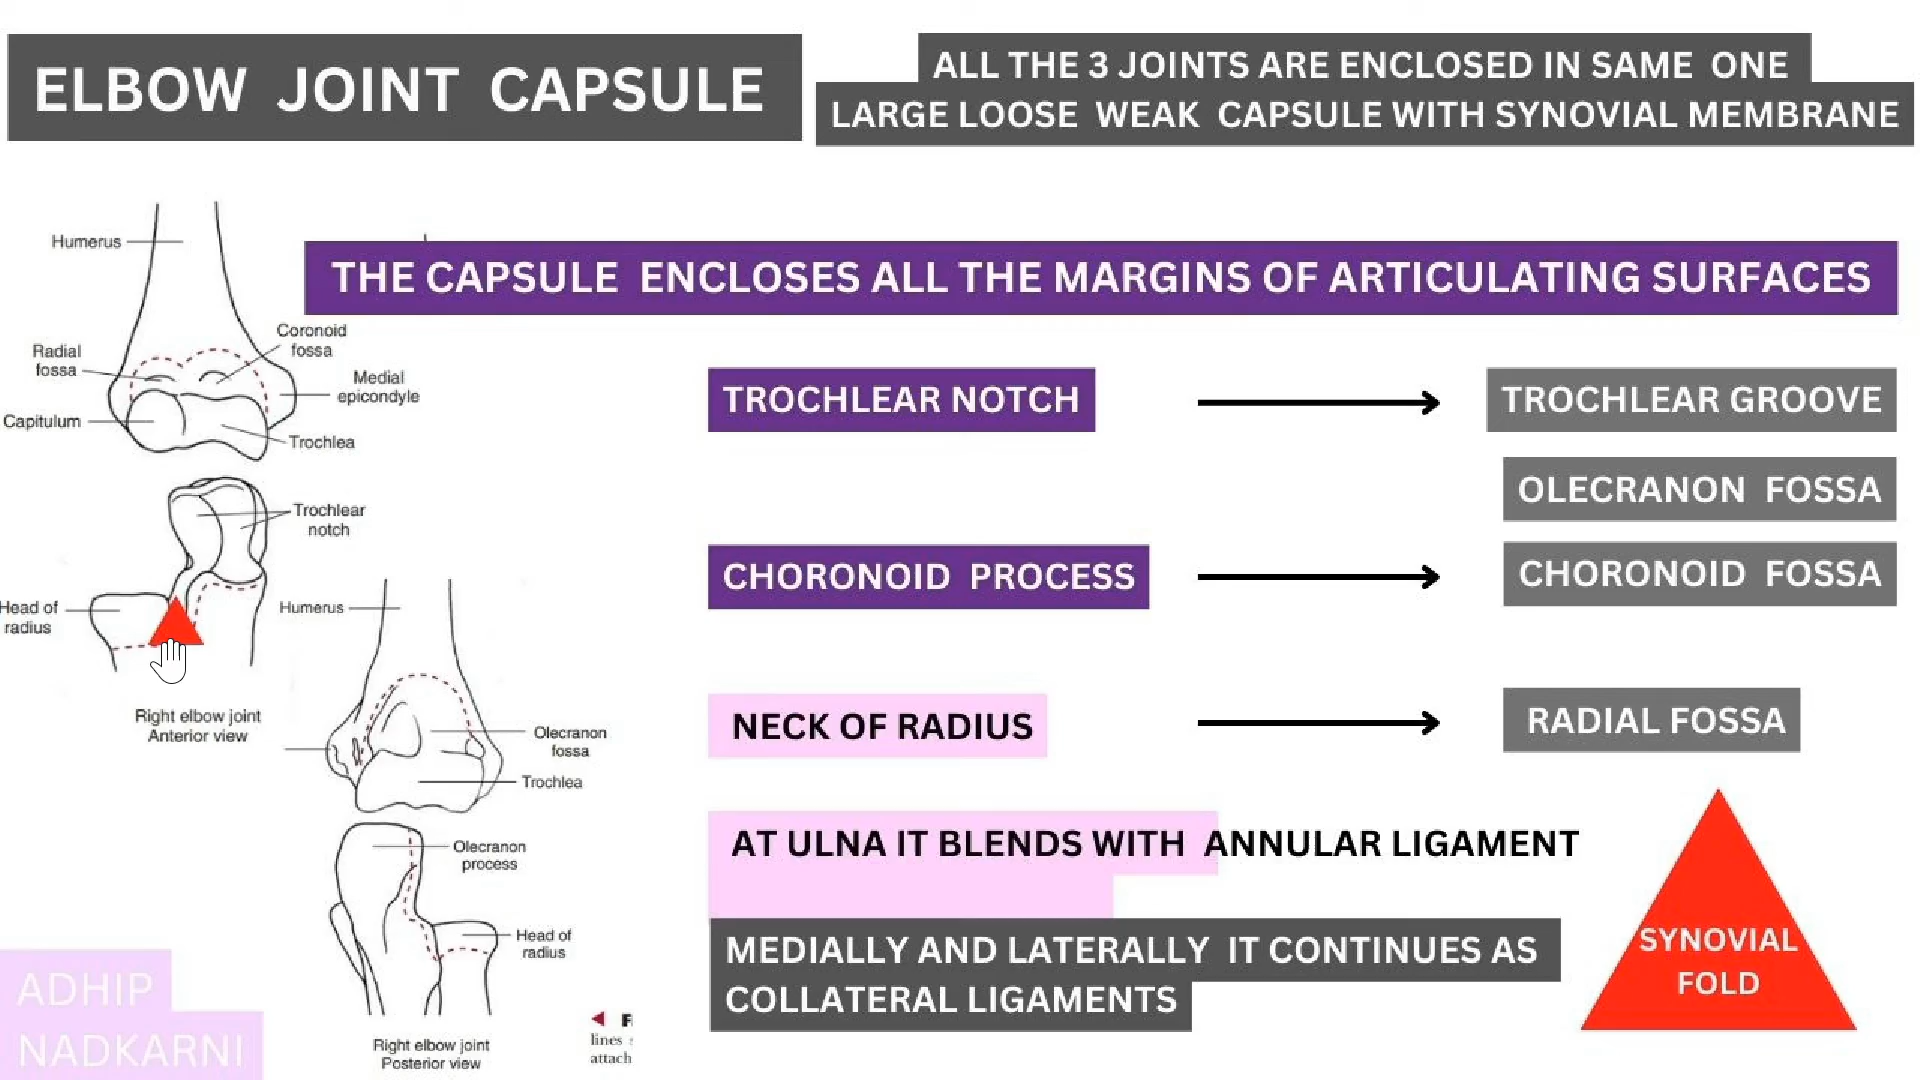 ELBOW JOINT CAPSULE
ALL THE 3 JOINTS ARE ENCLOSED IN SAME ONE
LARGE LOOSE WEAK CAPSULE WITH SYNOVIAL MEMBRANE
THE CAPSULE ENCLOSES ALL THE MARGINS OF ARTICULATING SURFACES
Humerus
Coronoid
fossa
Radial
fossa
Medial
epicondyle
Capitulum
Trochlea
Trochlear
notch
Head of
radius
Right elbow joint
Anterior view
Humerus
Olecranon
fossa
Trochlea
Olecranon
process
Head of
radius
Right elbow joint
Posterior view
lines
attach
TROCHLEAR NOTCH
TROCHLEAR GROOVE
OLECRANON FOSSA
CHORONOID PROCESS
CHORONOID FOSSA
NECK OF RADIUS
RADIAL FOSSA
AT ULNA IT BLENDS WITH ANNULAR LIGAMENT
MEDIALLY AND LATERALLY IT CONTINUES AS
COLLATERAL LIGAMENTS
SYNOVIAL
FOLD
ADHIP
NADKARNI